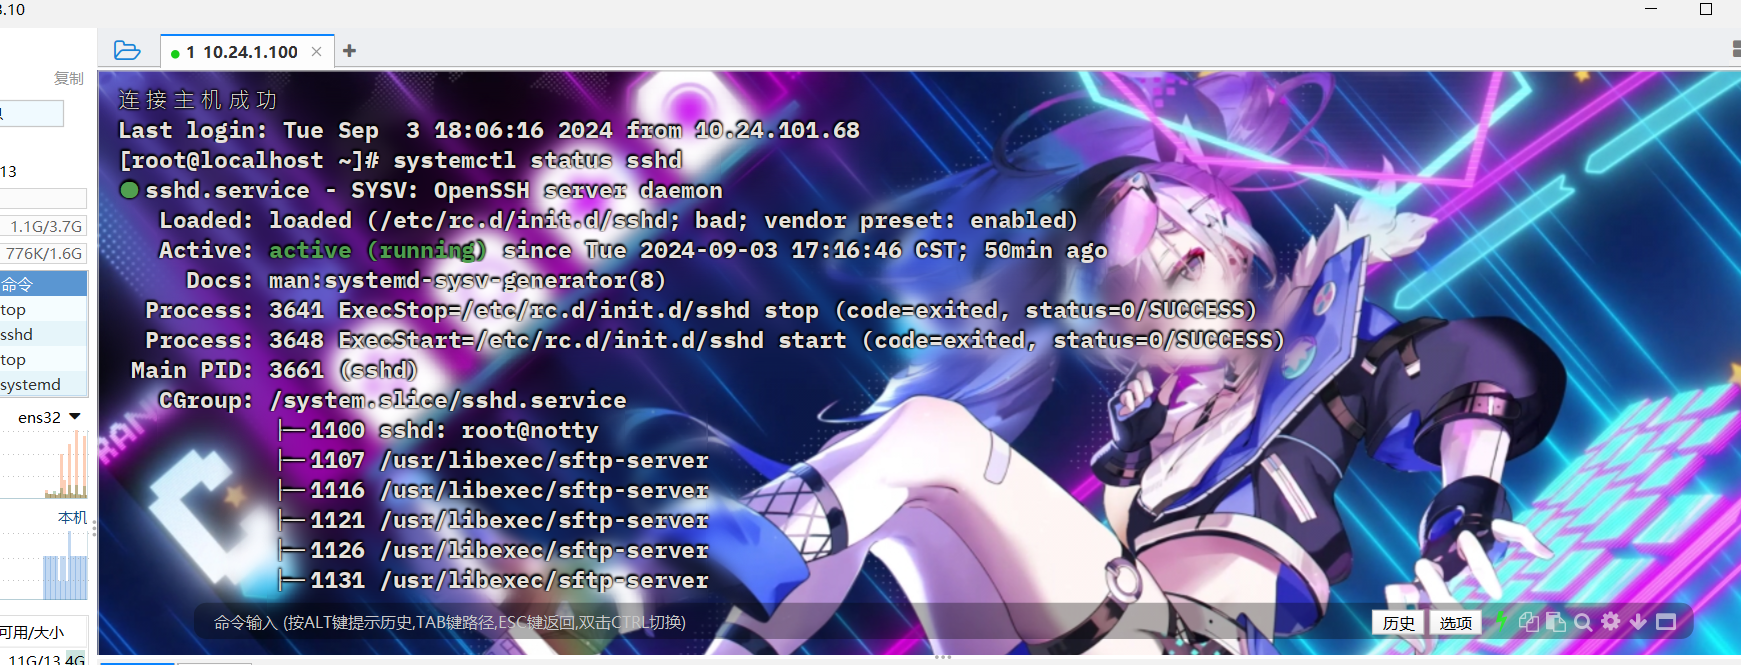 3.10
1 10.24.1.100
复制
连接主机成功
Last login: Tue Sep  3 18:06:16 2024 from 10.24.101.68
[root@localhost ~]# systemctl status sshd
sshd.service - SYSV: OpenSSH server daemon
Loaded: loaded (/etc/rc.d/init.d/sshd; bad; vendor preset: enabled)
Active: active (running) since Tue 2024-09-03 17:16:46 CST; 50min ago
Docs: man:systemd-sysv-generator(8)
Process: 3641 ExecStop=/etc/rc.d/init.d/sshd stop (code=exited, status=0/SUCCESS)
Process: 3648 ExecStart=/etc/rc.d/init.d/sshd start (code=exited, status=0/SUCCESS)
Main PID: 3661 (sshd)
CGroup: /system.slice/sshd.service
├─1100 sshd: root@notty
├─1107 /usr/libexec/sftp-server
├─1116 /usr/libexec/sftp-server
├─1121 /usr/libexec/sftp-server
├─1126 /usr/libexec/sftp-server
├─1131 /usr/libexec/sftp-server
13
1.1G/3.7G
776K/1.6G
命令
top
sshd
top
systemd
ens32
本机
可用/大小
11G/13.4G
命令输入 (按ALT键提示历史,TAB键路径,ESC键返回,双击CTRL切换)
历史
选项